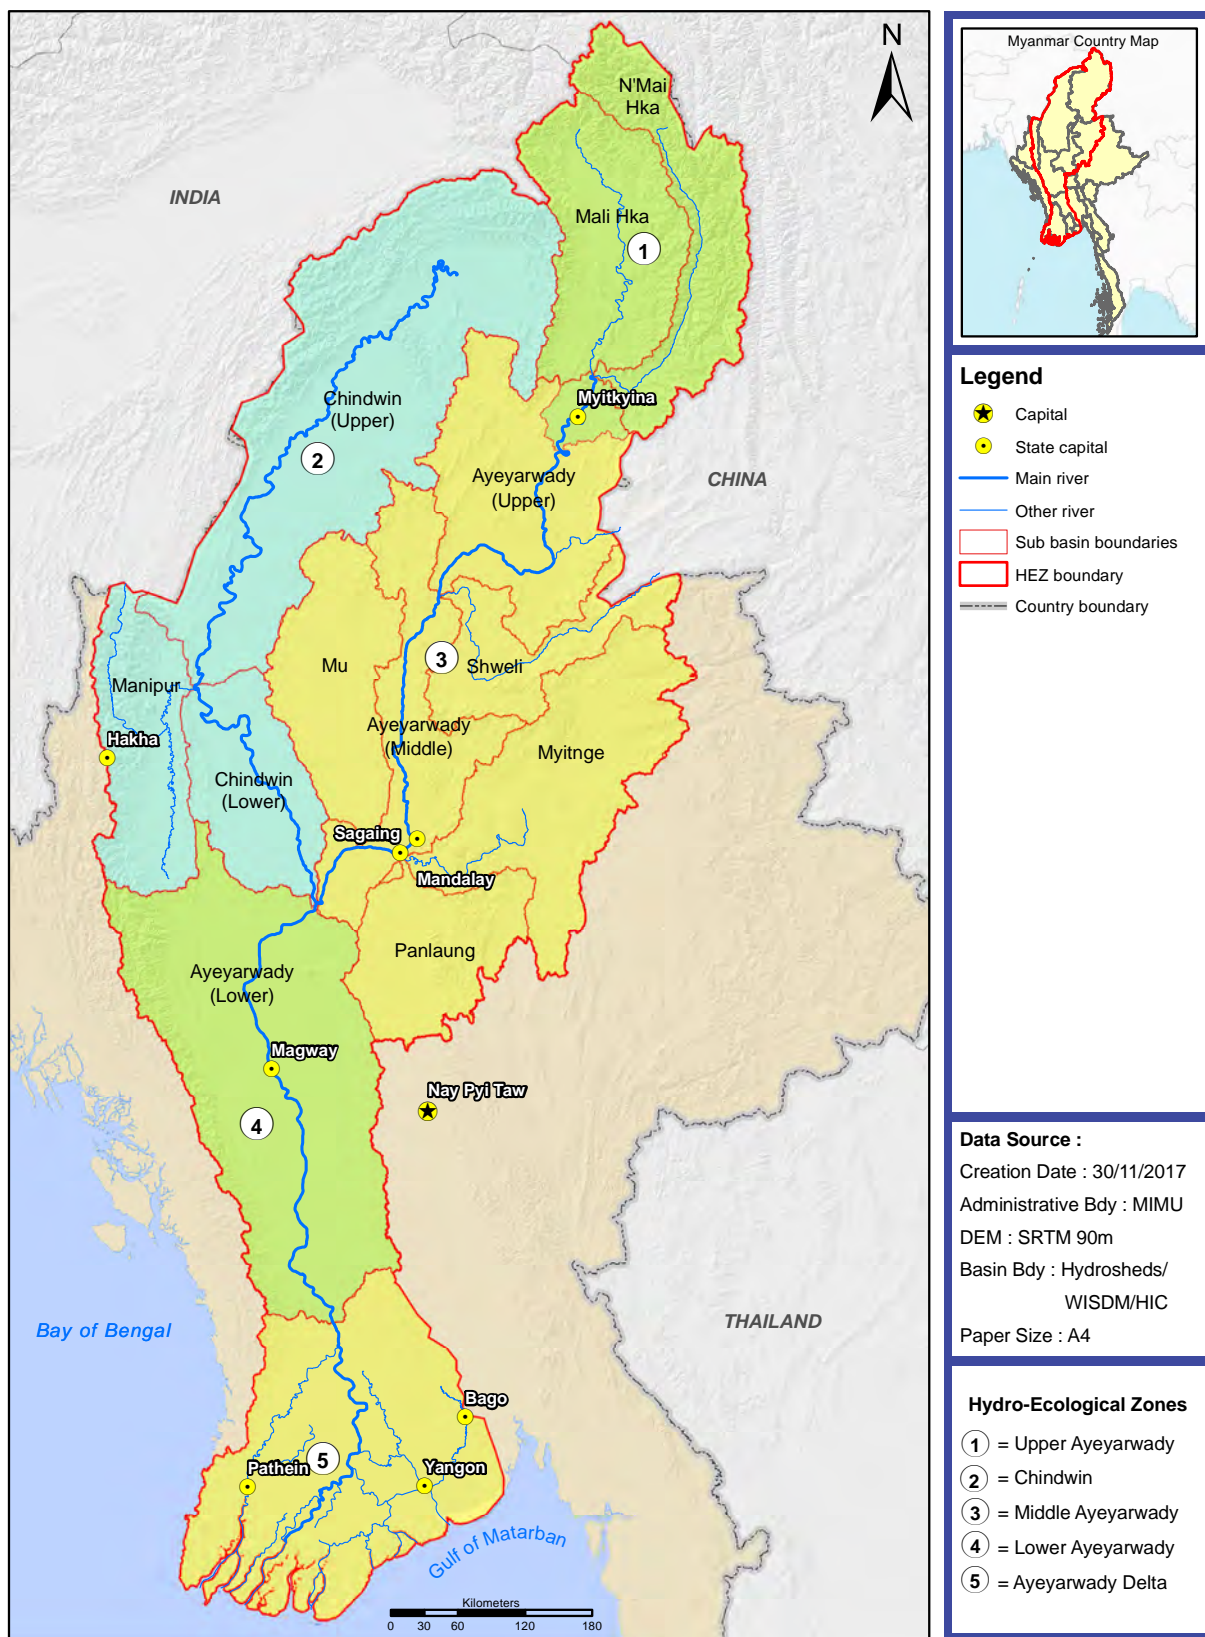 N
N'Mai
Hka
INDIA
Mali Hka
1
Chindwin
(Upper)
2
Myitkyina
Ayeyarwady
(Upper)
CHINA
Mu
3
Shweli
Manipur
Ayeyarwady
(Middle)
Myitnge
Hakha
Chindwin
(Lower)
Sagaing
Mandalay
Panlaung
Ayeyarwady
(Lower)
Magway
Nay Pyi Taw
4
THAILAND
Bay of Bengal
Bago
5
Pathein
Yangon
Gulf of Matarban
Kilometers
0 30 60 120 180
Myanmar Country Map
Legend
Capital
State capital
Main river
Other river
Sub basin boundaries
HEZ boundary
Country boundary
Data Source :
Creation Date : 30/11/2017
Administrative Bdy : MIMU
DEM : SRTM 90m
Basin Bdy : Hydrosheds/
WISDM/HIC
Paper Size : A4
Hydro-Ecological Zones
1 = Upper Ayeyarwady
2 = Chindwin
3 = Middle Ayeyarwady
4 = Lower Ayeyarwady
5 = Ayeyarwady Delta